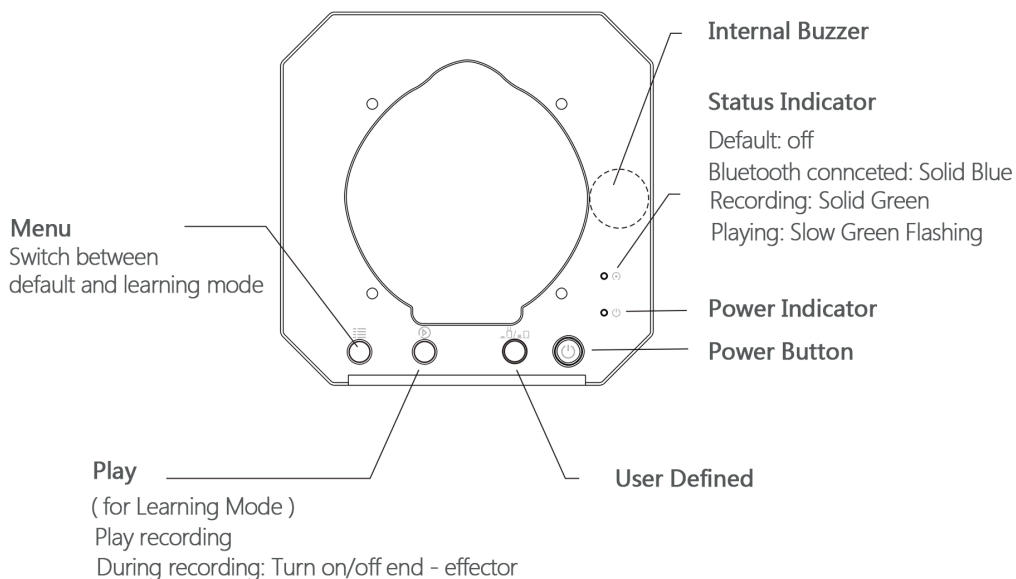 Internal Buzzer
Status Indicator
Default: off
Bluetooth connceted: Solid Blue
Recording: Solid Green
Playing: Slow Green Flashing
Menu
Switch between
default and learning mode
Power Indicator
Power Button
Play
( for Learning Mode )
Play recording
During recording: Turn on/off end - effector
User Defined